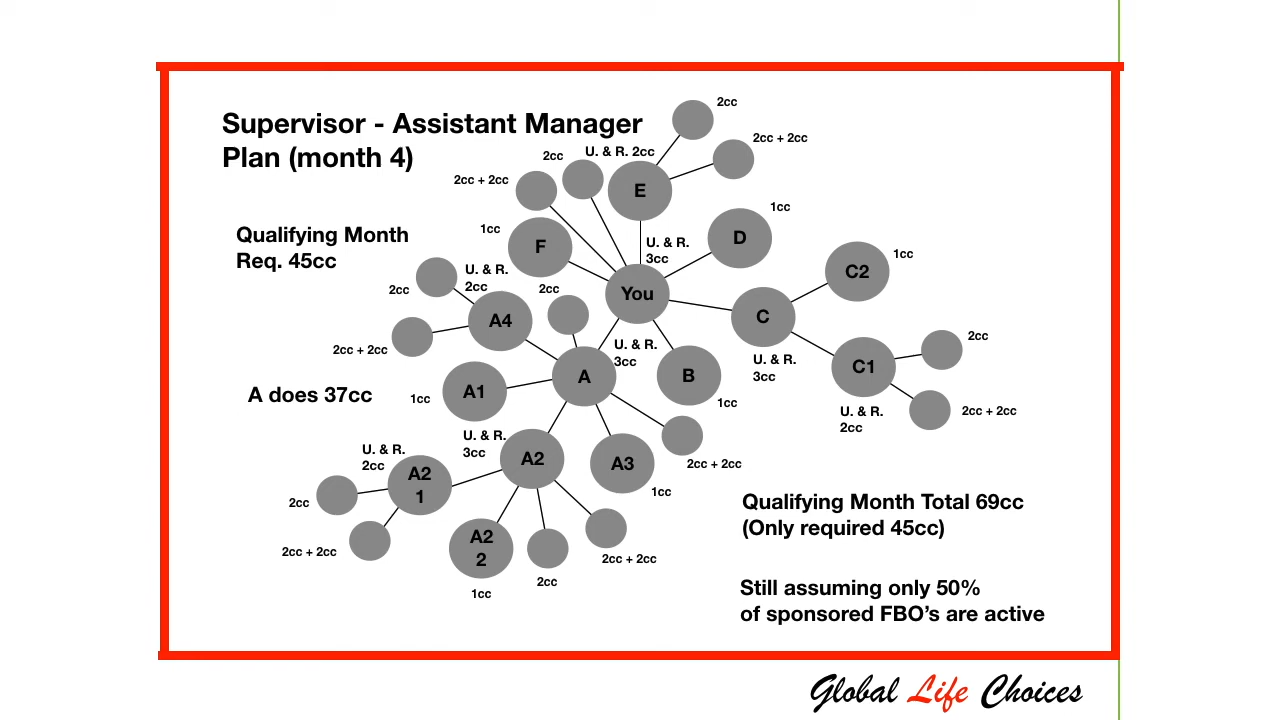 Supervisor - Assistant Manager
Plan (month 4)
2cc
2cc + 2cc
U. & R. 2cc
2cc
2cc + 2cc
E
1cc
D
1cc
F
U. & R.
3cc
Qualifying Month
Req. 45cc
1cc
C2
U. & R.
2cc
2cc
2cc
You
A4
C
2cc + 2cc
U. & R.
3cc
2cc
U. & R.
3cc
C1
A
B
A does 37cc
1cc
A1
1cc
2cc + 2cc
U. & R.
2cc
U. & R.
3cc
U. & R.
2cc
A2
A3
2cc + 2cc
1cc
A2
1
2cc
Qualifying Month Total 69cc
(Only required 45cc)
2cc + 2cc
A2
2
2cc + 2cc
2cc
1cc
Still assuming only 50%
of sponsored FBO's are active
Global Life Choices